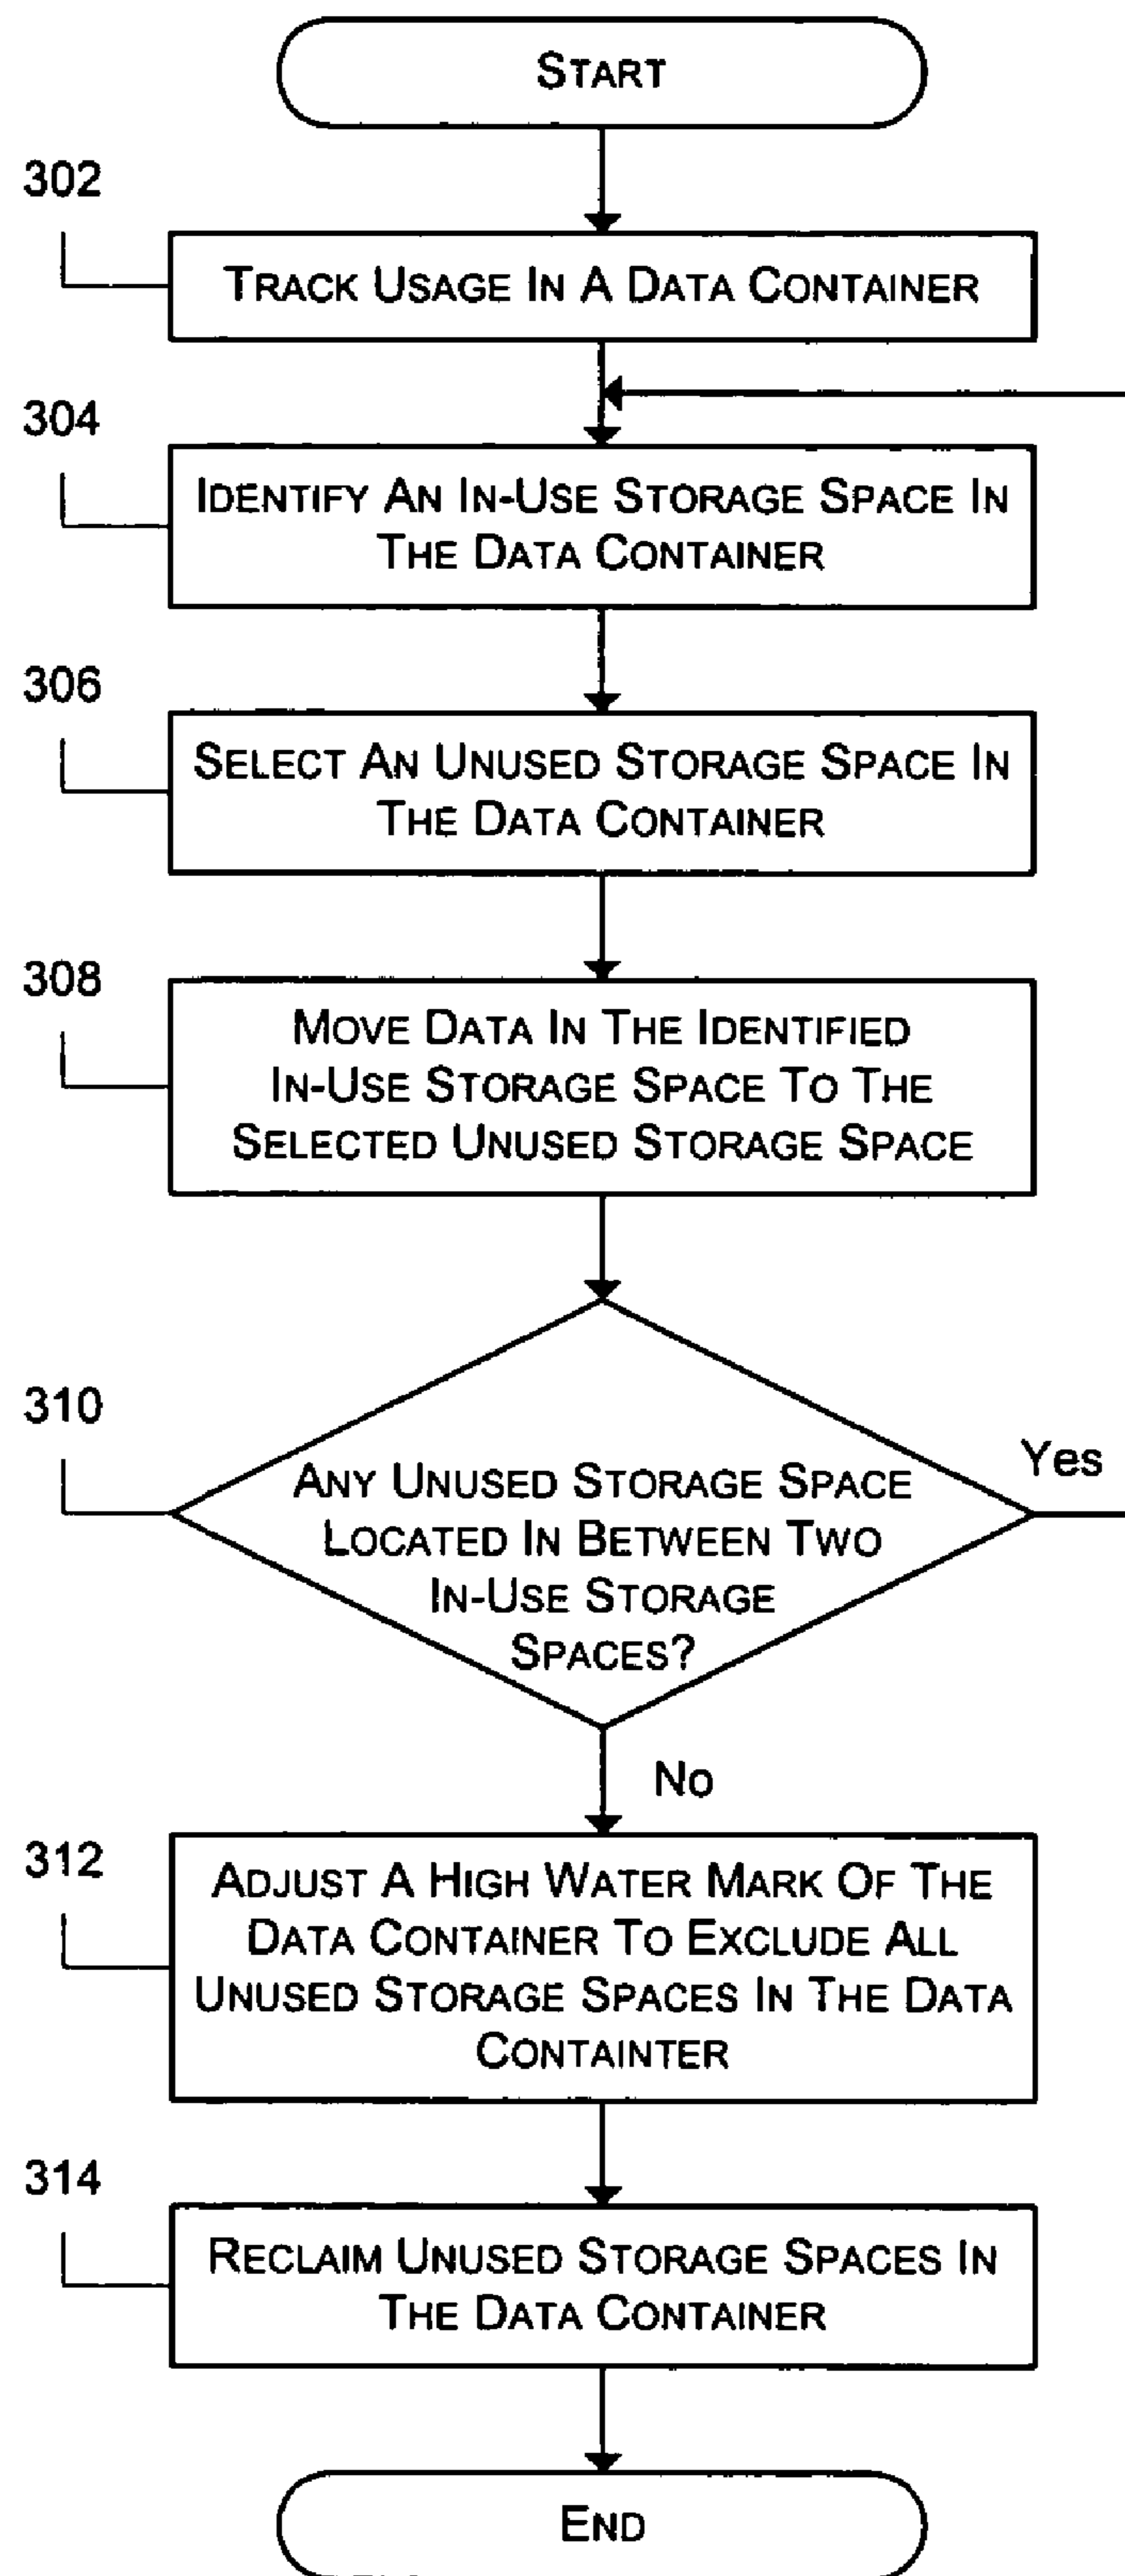 START
302
TRACK USAGE IN A DATA CONTAINER
304
IDENTIFY AN IN-USE STORAGE SPACE IN
THE DATA CONTAINER
306
SELECT AN UNUSED STORAGE SPACE IN
THE DATA CONTAINER
308
MOVE DATA IN THE IDENTIFIED
IN-USE STORAGE SPACE TO THE
SELECTED UNUSED STORAGE SPACE
310
ANY UNUSED STORAGE SPACE
LOCATED IN BETWEEN TWO
IN-USE STORAGE
SPACES?
Yes
NO
312
ADJUST A HIGH WATER MARK OF THE
DATA CONTAINER TO EXCLUDE ALL
UNUSED STORAGE SPACES IN THE DATA
CONTAINTER
314
RECLAIM UNUSED STORAGE SPACES IN
THE DATA CONTAINER
END